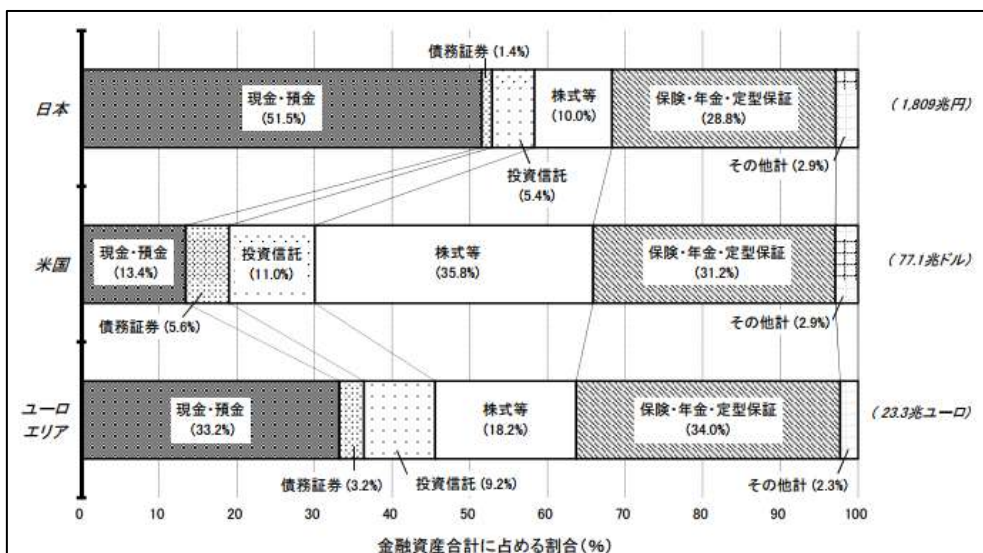 債務証券 (1.4%)
日本
現金・預金
(51.5%)
株式等
(10.0%)
保険・年金・定型保証
(28.8%)
( 1,809兆円)
投資信託
(5.4%)
その他計 (2.9%)
米国
現金・預金
(13.4%)
投資信託
(11.0%)
株式等
(35.8%)
保険・年金・定型保証
(31.2%)
( 77.1兆ドル)
債務証券 (5.6%)
その他計 (2.9%)
ユーロ
エリア
現金・預金
(33.2%)
株式等
(18.2%)
保険・年金・定型保証
(34.0%)
( 23.3兆ユーロ)
債務証券 (3.2%)
投資信託 (9.2%)
その他計 (2.3%)
0 10 20 30 40 50 60 70 80 90 100
金融資産合計に占める割合(%)